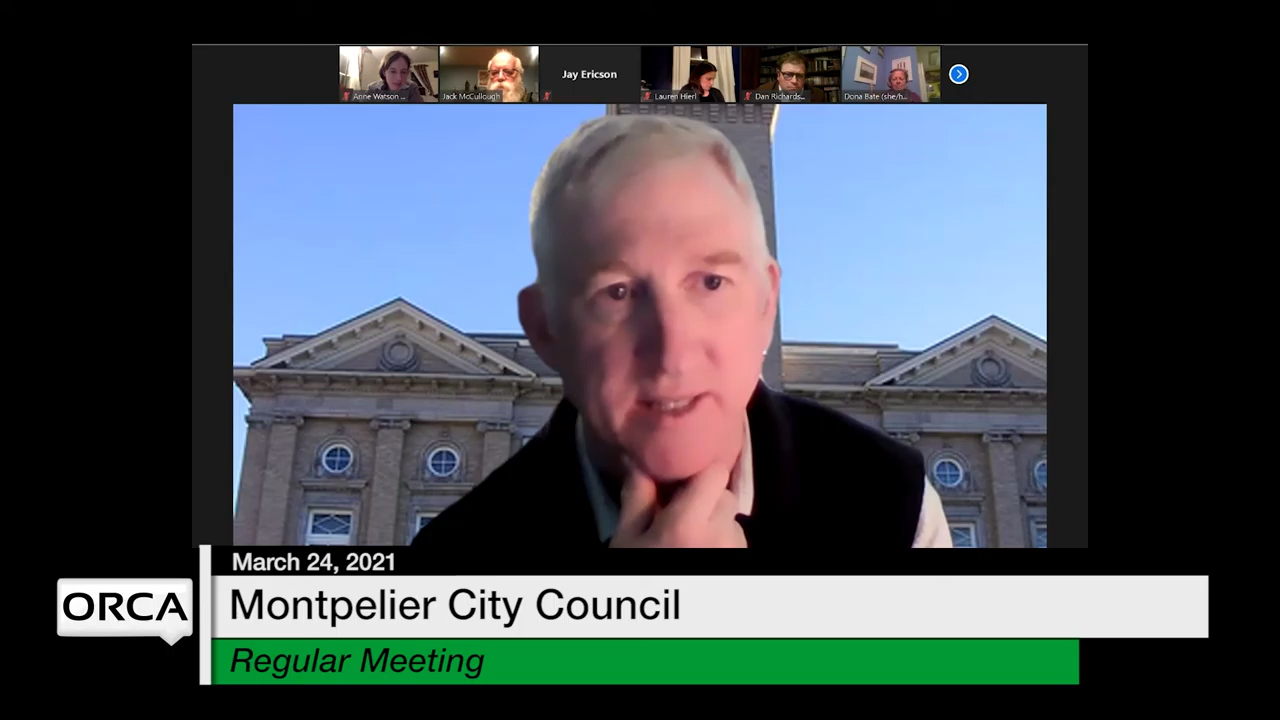 Anne Watson ...
Jack McCullough
Jay Ericson
Lauren Hierl
Dan Richards...
Dona Bate (she/h...
March 24, 2021
ORCA
Montpelier City Council
Regular Meeting